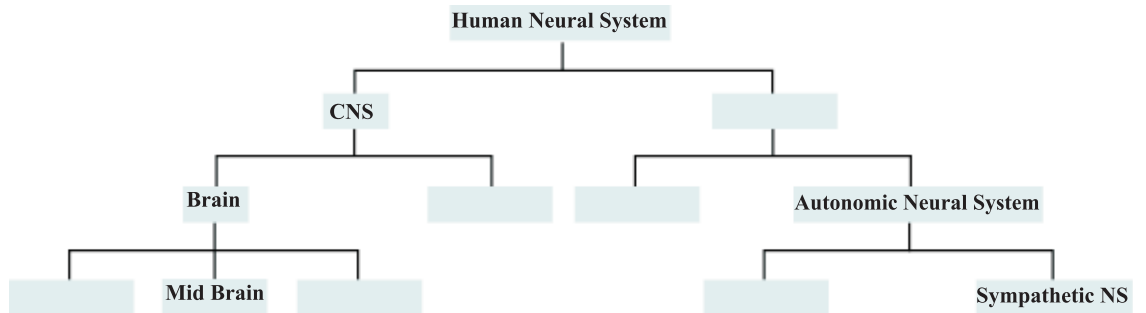 Human Neural System
CNS
Brain
Autonomic Neural System
Mid Brain
Sympathetic NS